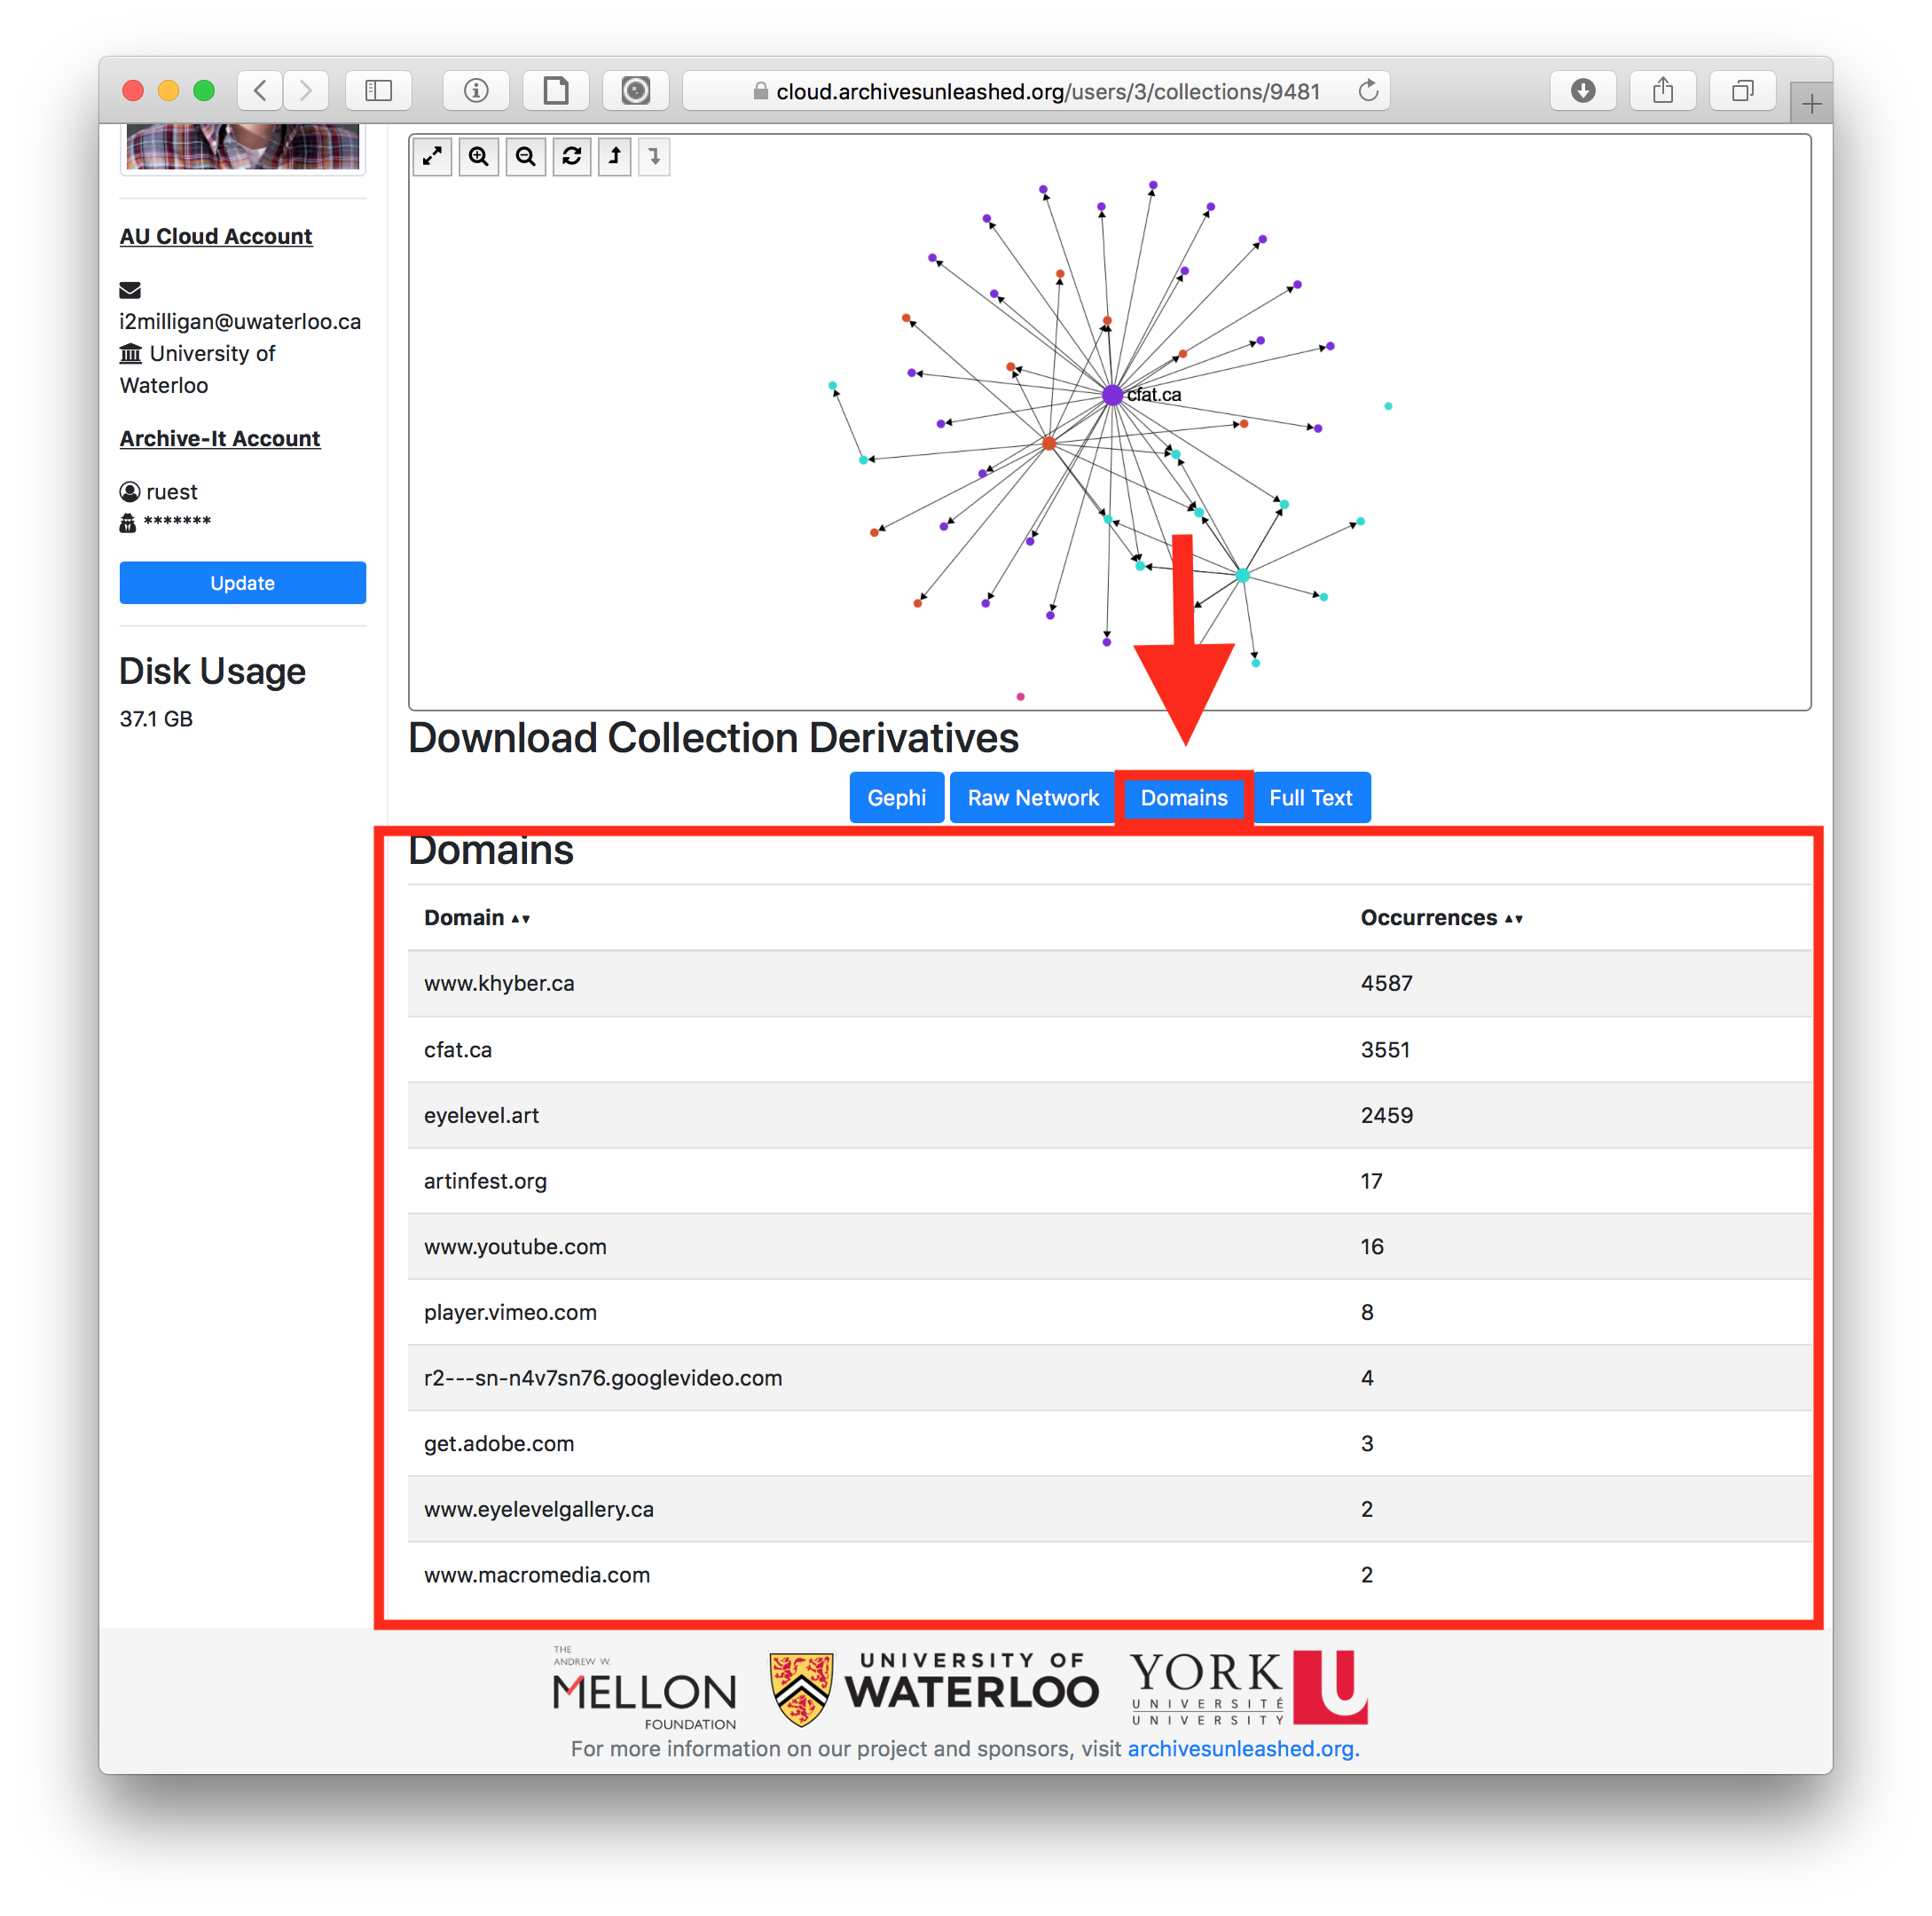 cloud.archivesunleashed.org/users/3/collections/9481
AU Cloud Account
i2milligan@uwaterloo.ca
University of
Waterloo
Archive-It Account
ruest
*******
Update
Disk Usage
37.1 GB
cfat.ca
Download Collection Derivatives
Gephi
Raw Network
Domains
Full Text
Domains
Domain
Occurrences
www.khyber.ca 4587
cfat.ca 3551
eyelevel.art 2459
artinfest.org 17
www.youtube.com 16
player.vimeo.com 8
r2---sn-n4v7sn76.googlevideo.com 4
get.adobe.com 3
www.eyelevelgallery.ca 2
www.macromedia.com 2
THE
ANDREW W.
MELLON
FOUNDATION
UNIVERSITY OF
WATERLOO
YORK
UNIVERSITÉ
UNIVERSITY
U
For more information on our project and sponsors, visit archivesunleashed.org.